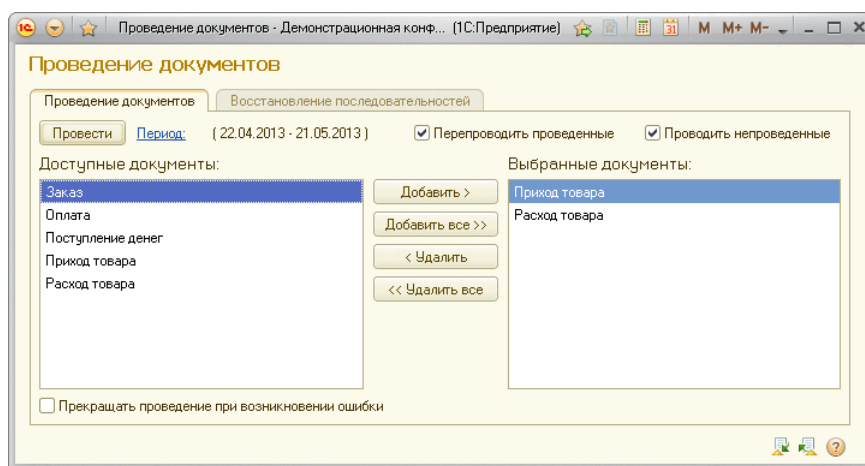 Проведение документов - Демонстрационная конф... (1С:Предприятие) 31 M M+ M-
Проведение документов
Проведение документов Восстановление последовательностей
Провести Период: ( 22.04.2013 - 21.05.2013 ) Перепроводить проведенные Проводить непроведенные
Доступные документы: Выбранные документы:
Заказ Добавить > Приход товара
Оплата Добавить все >> Расход товара
Поступление денег
Приход товара < Удалить
Расход товара << Удалить все
Прекращать проведение при возникновении ошибки